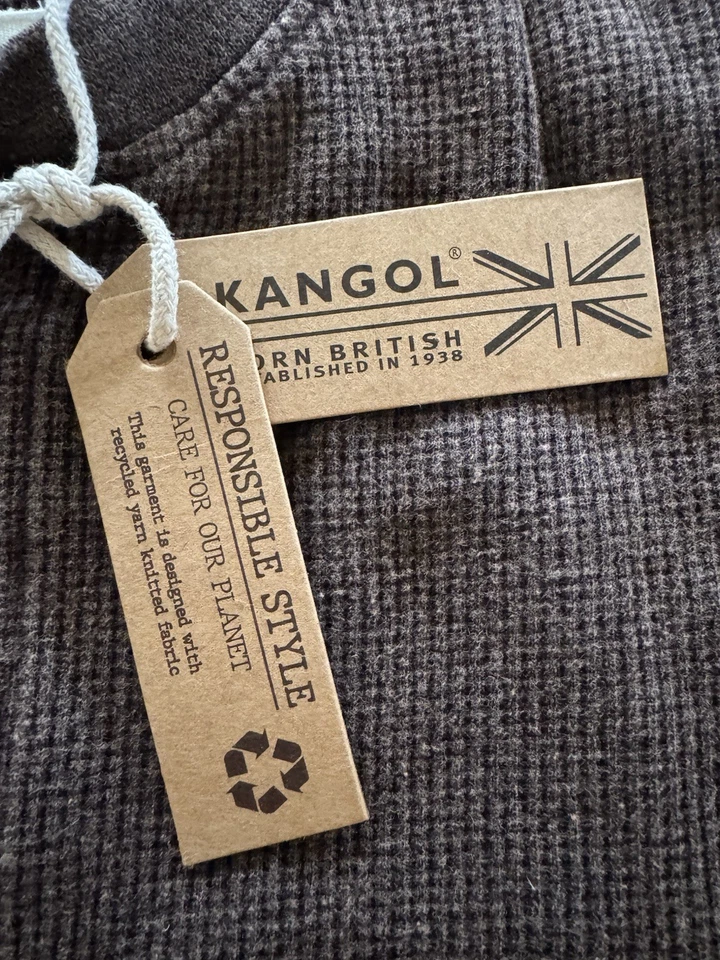 KANGOL®
ORN BRITISH
ABLISHED IN 1938
RESPONSIBLE STYLE
CARE FOR OUR PLANET
This garment is designed with
recycled yarn knitted fabric